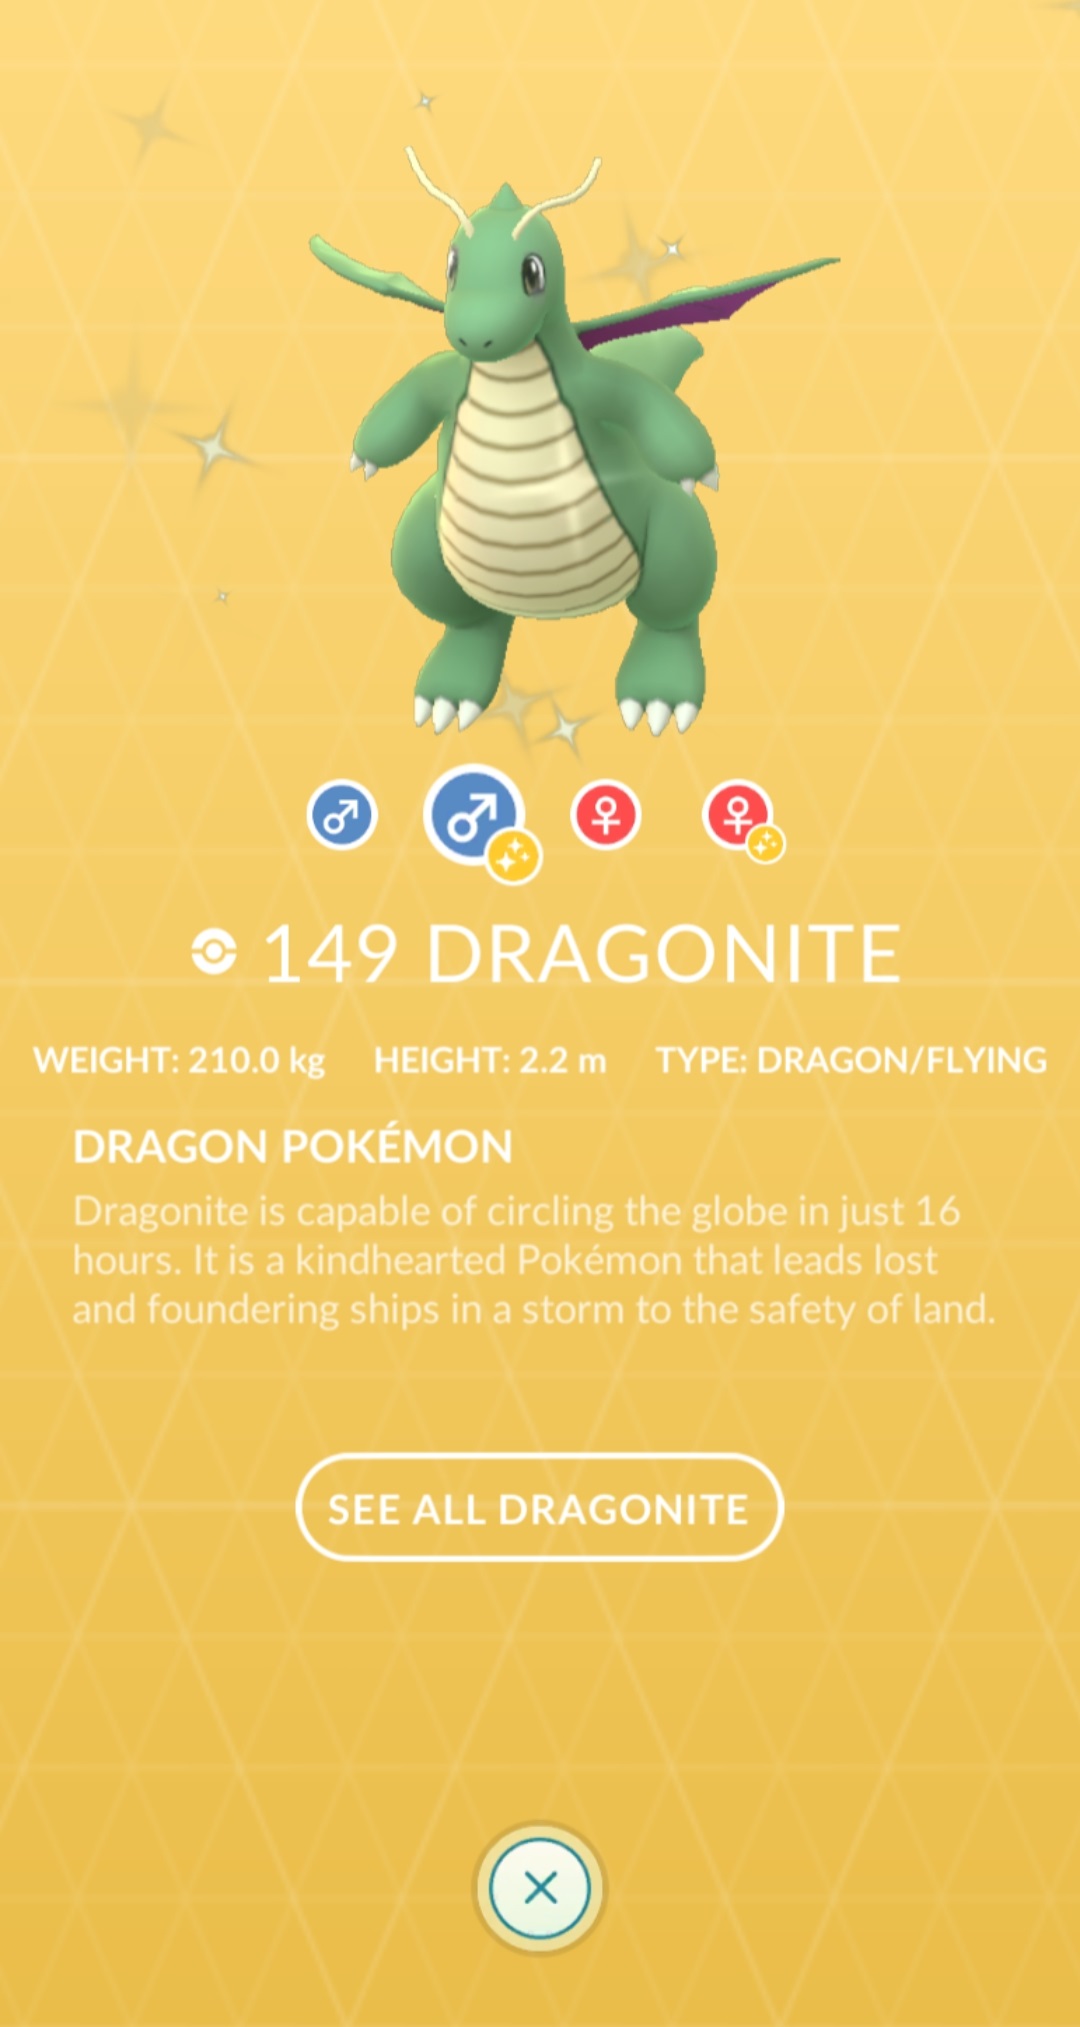 149 DRAGONITE
WEIGHT: 210.0 kg HEIGHT: 2.2 m TYPE: DRAGON/FLYING
DRAGON POKÉMON
Dragonite is capable of circling the globe in just 16
hours. It is a kindhearted Pokémon that leads lost
and foundering ships in a storm to the safety of land.
SEE ALL DRAGONITE